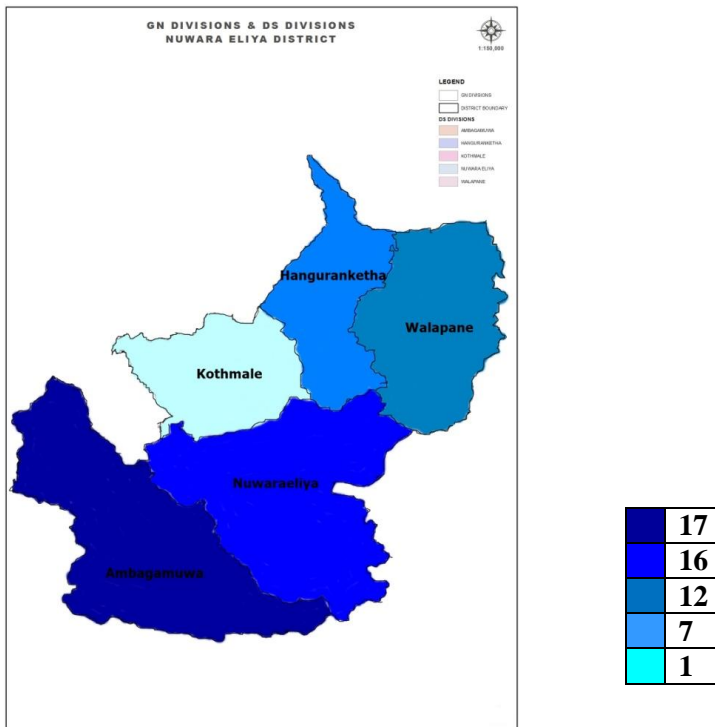 GN DIVISIONS & DS DIVISIONS
NUWARA ELIYA DISTRICT
1:150,000
LEGEND
GN DIVISIONS
DISTRICT BOUNDARY
DS DIVISIONS
AMBAGAMUWA
HANGURANKETHA
KOTHMALE
NUWARA ELIYA
WALAPANE
Hanguranketha
Walapane
Kothmale
Nuwaraeliya
Ambagamuwa
17
16
12
7
1